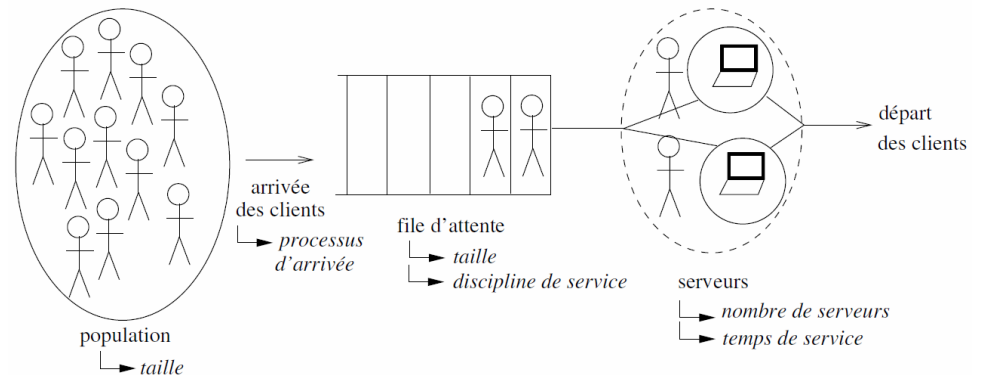 population
taille
arrivée
des clients
processus
d'arrivée
file d'attente
taille
discipline de service
serveurs
nombre de serveurs
temps de service
départ
des clients